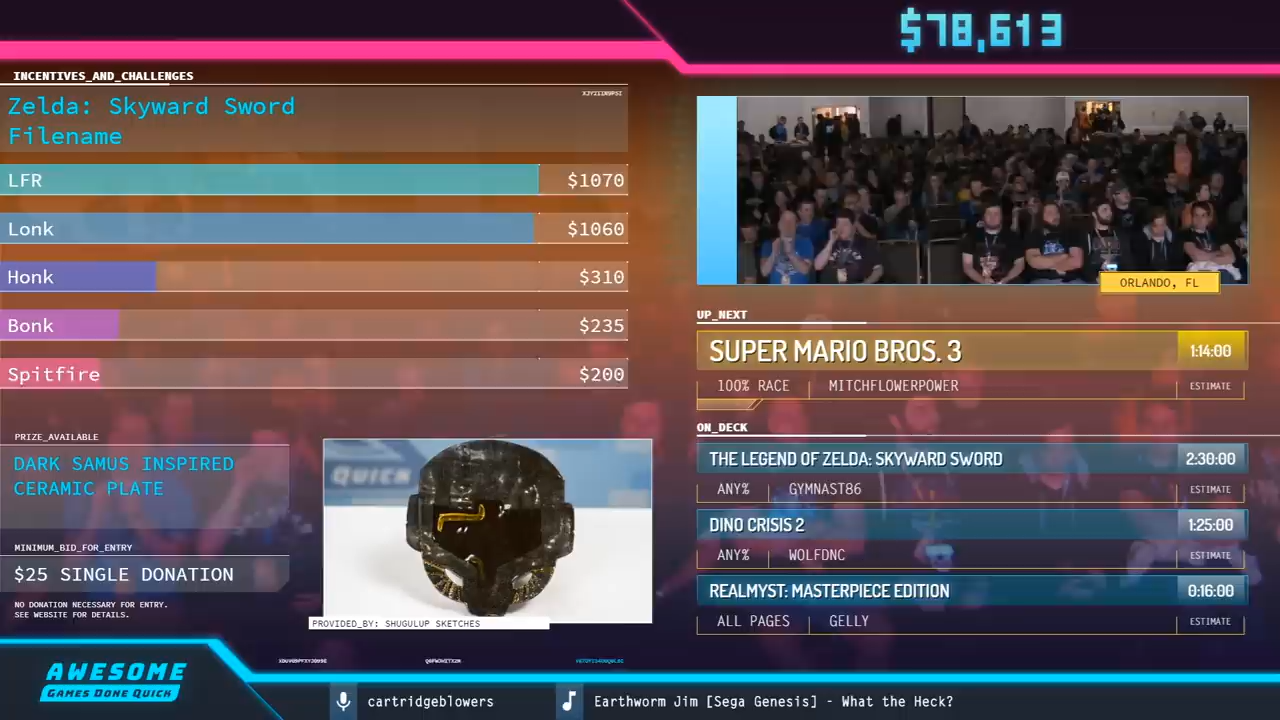 $78,613
INCENTIVES_AND_CHALLENGES
Zelda: Skyward Sword
Filename
LFR $1070
Lonk $1060
Honk $310
Bonk $235
Spitfire $200
PRIZE_AVAILABLE
DARK SAMUS INSPIRED
CERAMIC PLATE
MINIMUM_BID_FOR_ENTRY
$25 SINGLE DONATION
NO DONATION NECESSARY FOR ENTRY.
SEE WEBSITE FOR DETAILS.
QUICK
PROVIDED_BY: SHUGULUP SKETCHES
ORLANDO, FL
UP_NEXT
SUPER MARIO BROS. 3 1:14:00
100% RACE MITCHFLOWERPOWER ESTIMATE
ON_DECK
THE LEGEND OF ZELDA: SKYWARD SWORD 2:30:00
ANY% GYMNAST86 ESTIMATE
DINO CRISIS 2 1:25:00
ANY% WOLFDNC ESTIMATE
REALMYST: MASTERPIECE EDITION 0:16:00
ALL PAGES GELLY ESTIMATE
AWESOME
GAMES DONE QUICK
cartridgeblowers
Earthworm Jim [Sega Genesis] - What the Heck?